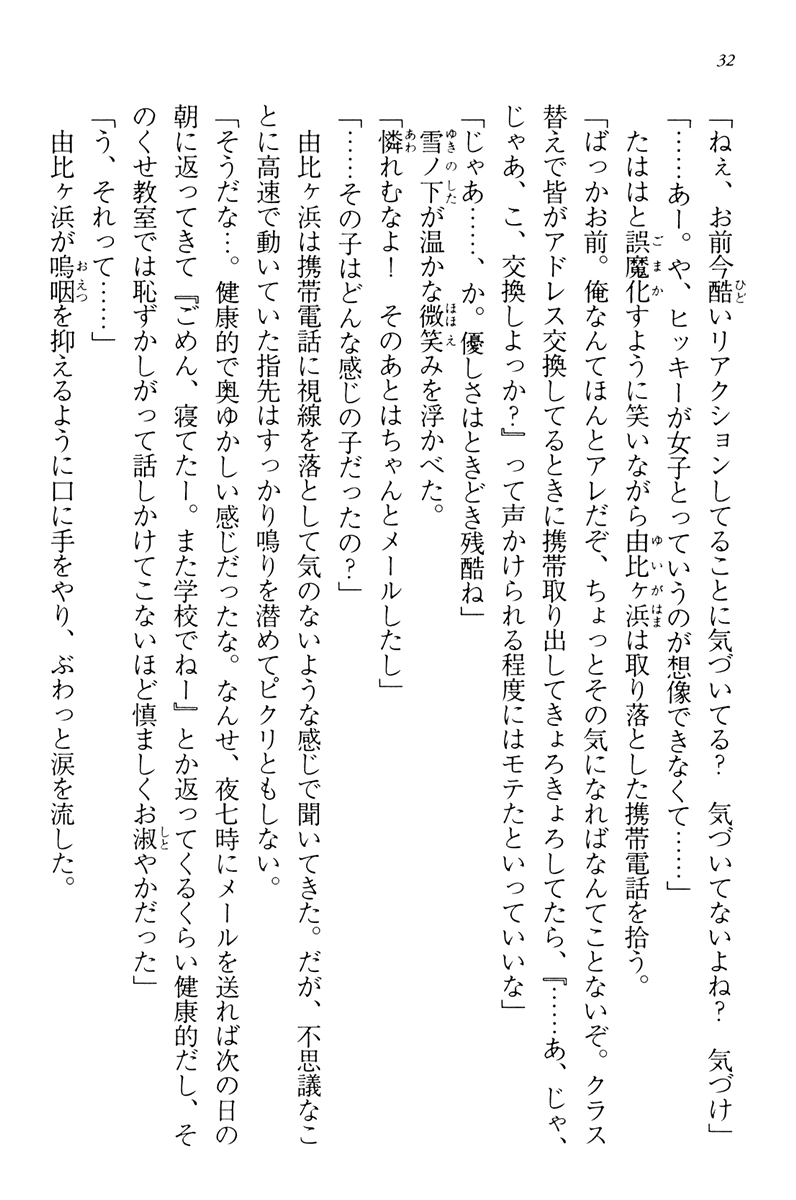 32
「ねぇ、お前今酷いリアクションしてることに気づいてる？　気づいてないよね？　気づけ」
「……あー。や、ヒッキーが女子とっていうのが想像できなくて……」
たははと誤魔化すように笑いながら由比ヶ浜は取り落とした携帯電話を拾う。
「ばっかお前。俺なんてほんとアレだぞ、ちょっとその気になればなんてことないぞ。クラス
替えで皆がアドレス交換してるときに携帯取り出してきょろきょろしてたら、『……あ、じゃ、
じゃあ、こ、交換しよっか？』って声かけられる程度にはモテたといっていいな」
「じゃあ……、か。優しさはときどき残酷ね」
雪ノ下が温かな微笑みを浮かべた。
「憐れむなよ！　そのあとはちゃんとメールしたし」
「……その子はどんな感じの子だったの？」
由比ヶ浜は携帯電話に視線を落として気のないような感じで聞いてきた。だが、不思議なこ
とに高速で動いていた指先はすっかり鳴りを潜めてピクリともしない。
「そうだな…。健康的で奥ゆかしい感じだったな。なんせ、夜七時にメールを送れば次の日の
朝に返ってきて『ごめん、寝てたー。また学校でねー』とか返ってくるくらい健康的だし、そ
のくせ教室では恥ずかしがって話しかけてこないほど慎ましくお淑やかだった」
「う、それって……」
由比ヶ浜が嗚咽を抑えるように口に手をやり、ぶわっと涙を流した。